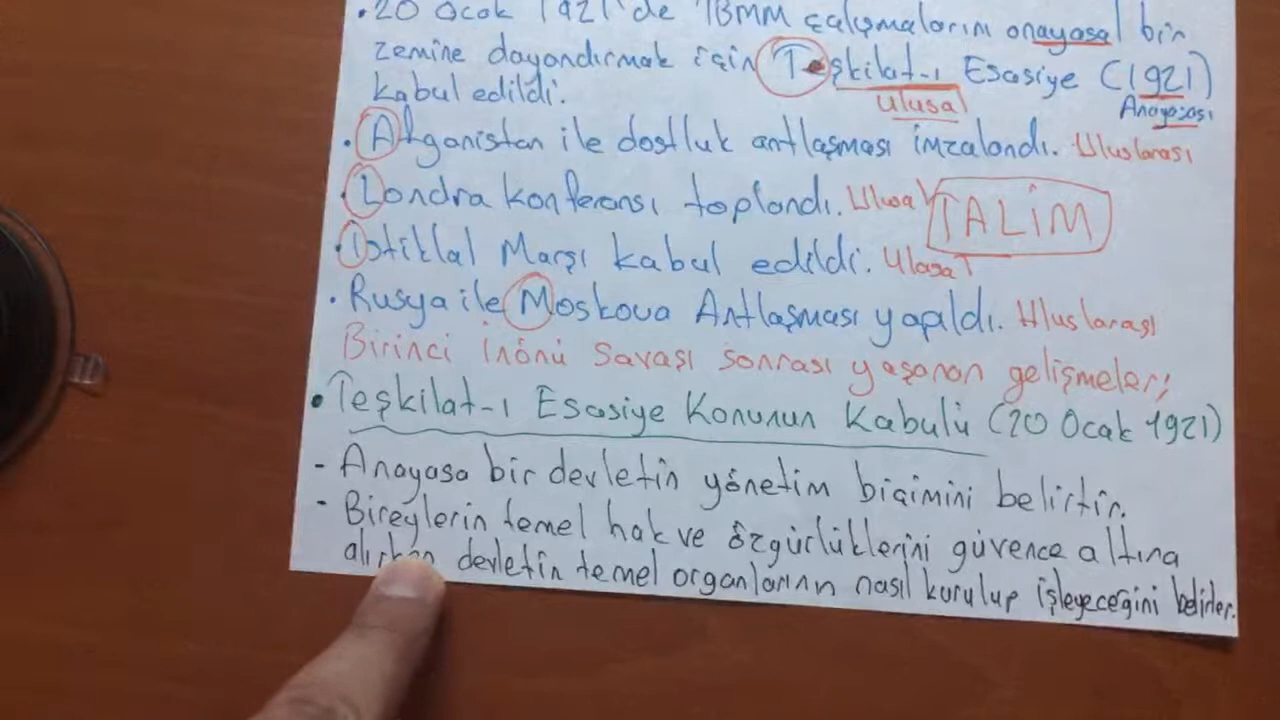 • 20 Ocak 1921'de TBMM çalışmalarını anayasal bir
zemine dayandırmak için Teşkilat-ı Esasiye (1921)
kabul edildi. Ulusal Anayasası
• Afganistan ile dostluk antlaşması imzalandı. Uluslarası
• Londra konferansı toplandı. Ulusal TALİM
• İstiklal Marşı kabul edildi. Ulusal
• Rusya ile Moskova Antlaşması yapıldı. Uluslarası
Birinci İnönü Savaşı sonrası yaşanan gelişmeler;
• Teşkilat-ı Esasiye Kanunun Kabulü (20 Ocak 1921)
- Anayasa bir devletin yönetim biçimini belirtir.
- Bireylerin temel hak ve özgürlüklerini güvence altına
alırken devletin temel organlarının nasıl kurulup işleyeceğini belirler.